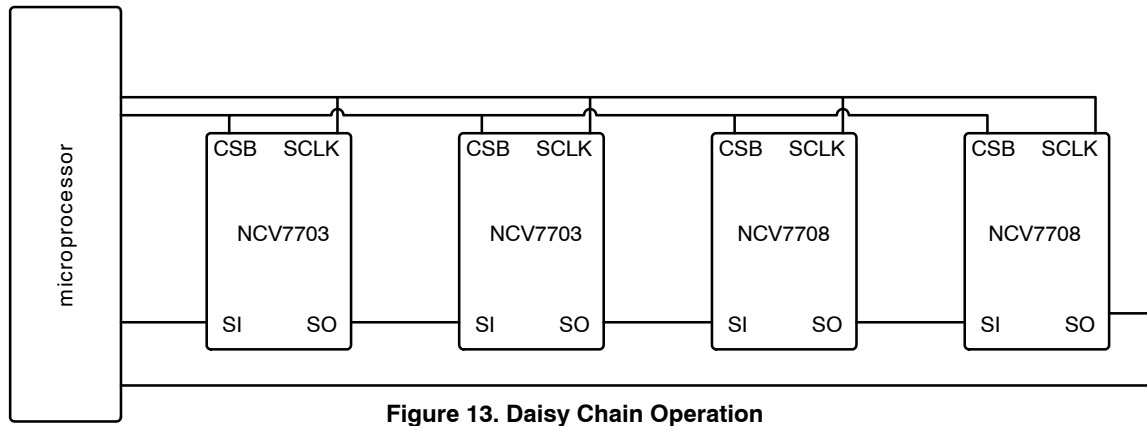 microprocessor
CSB SCLK CSB SCLK CSB SCLK CSB SCLK
NCV7703 NCV7703 NCV7708 NCV7708
SI SO SI SO SI SO SI SO
Figure 13. Daisy Chain Operation